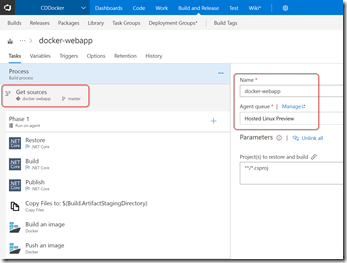 CDDocker Dashboards Code Work Build and Release Test Wiki*
Builds Releases Library Task Groups Deployment Groups* Build Tags
... > docker-webapp
Tasks Variables Triggers Options Retention History
Process
Build process
Get sources
docker-webapp master
Phase 1
Run on agent
Restore
.NET Core
Build
.NET Core
Publish
.NET Core
Copy Files to: $(Build.ArtifactStagingDirectory)
Copy Files
Build an image
Docker
Push an image
Docker
Name *
docker-webapp
Agent queue * | Manage
Hosted Linux Preview
Parameters | Unlink all
Project(s) to restore and build
**/*.csproj